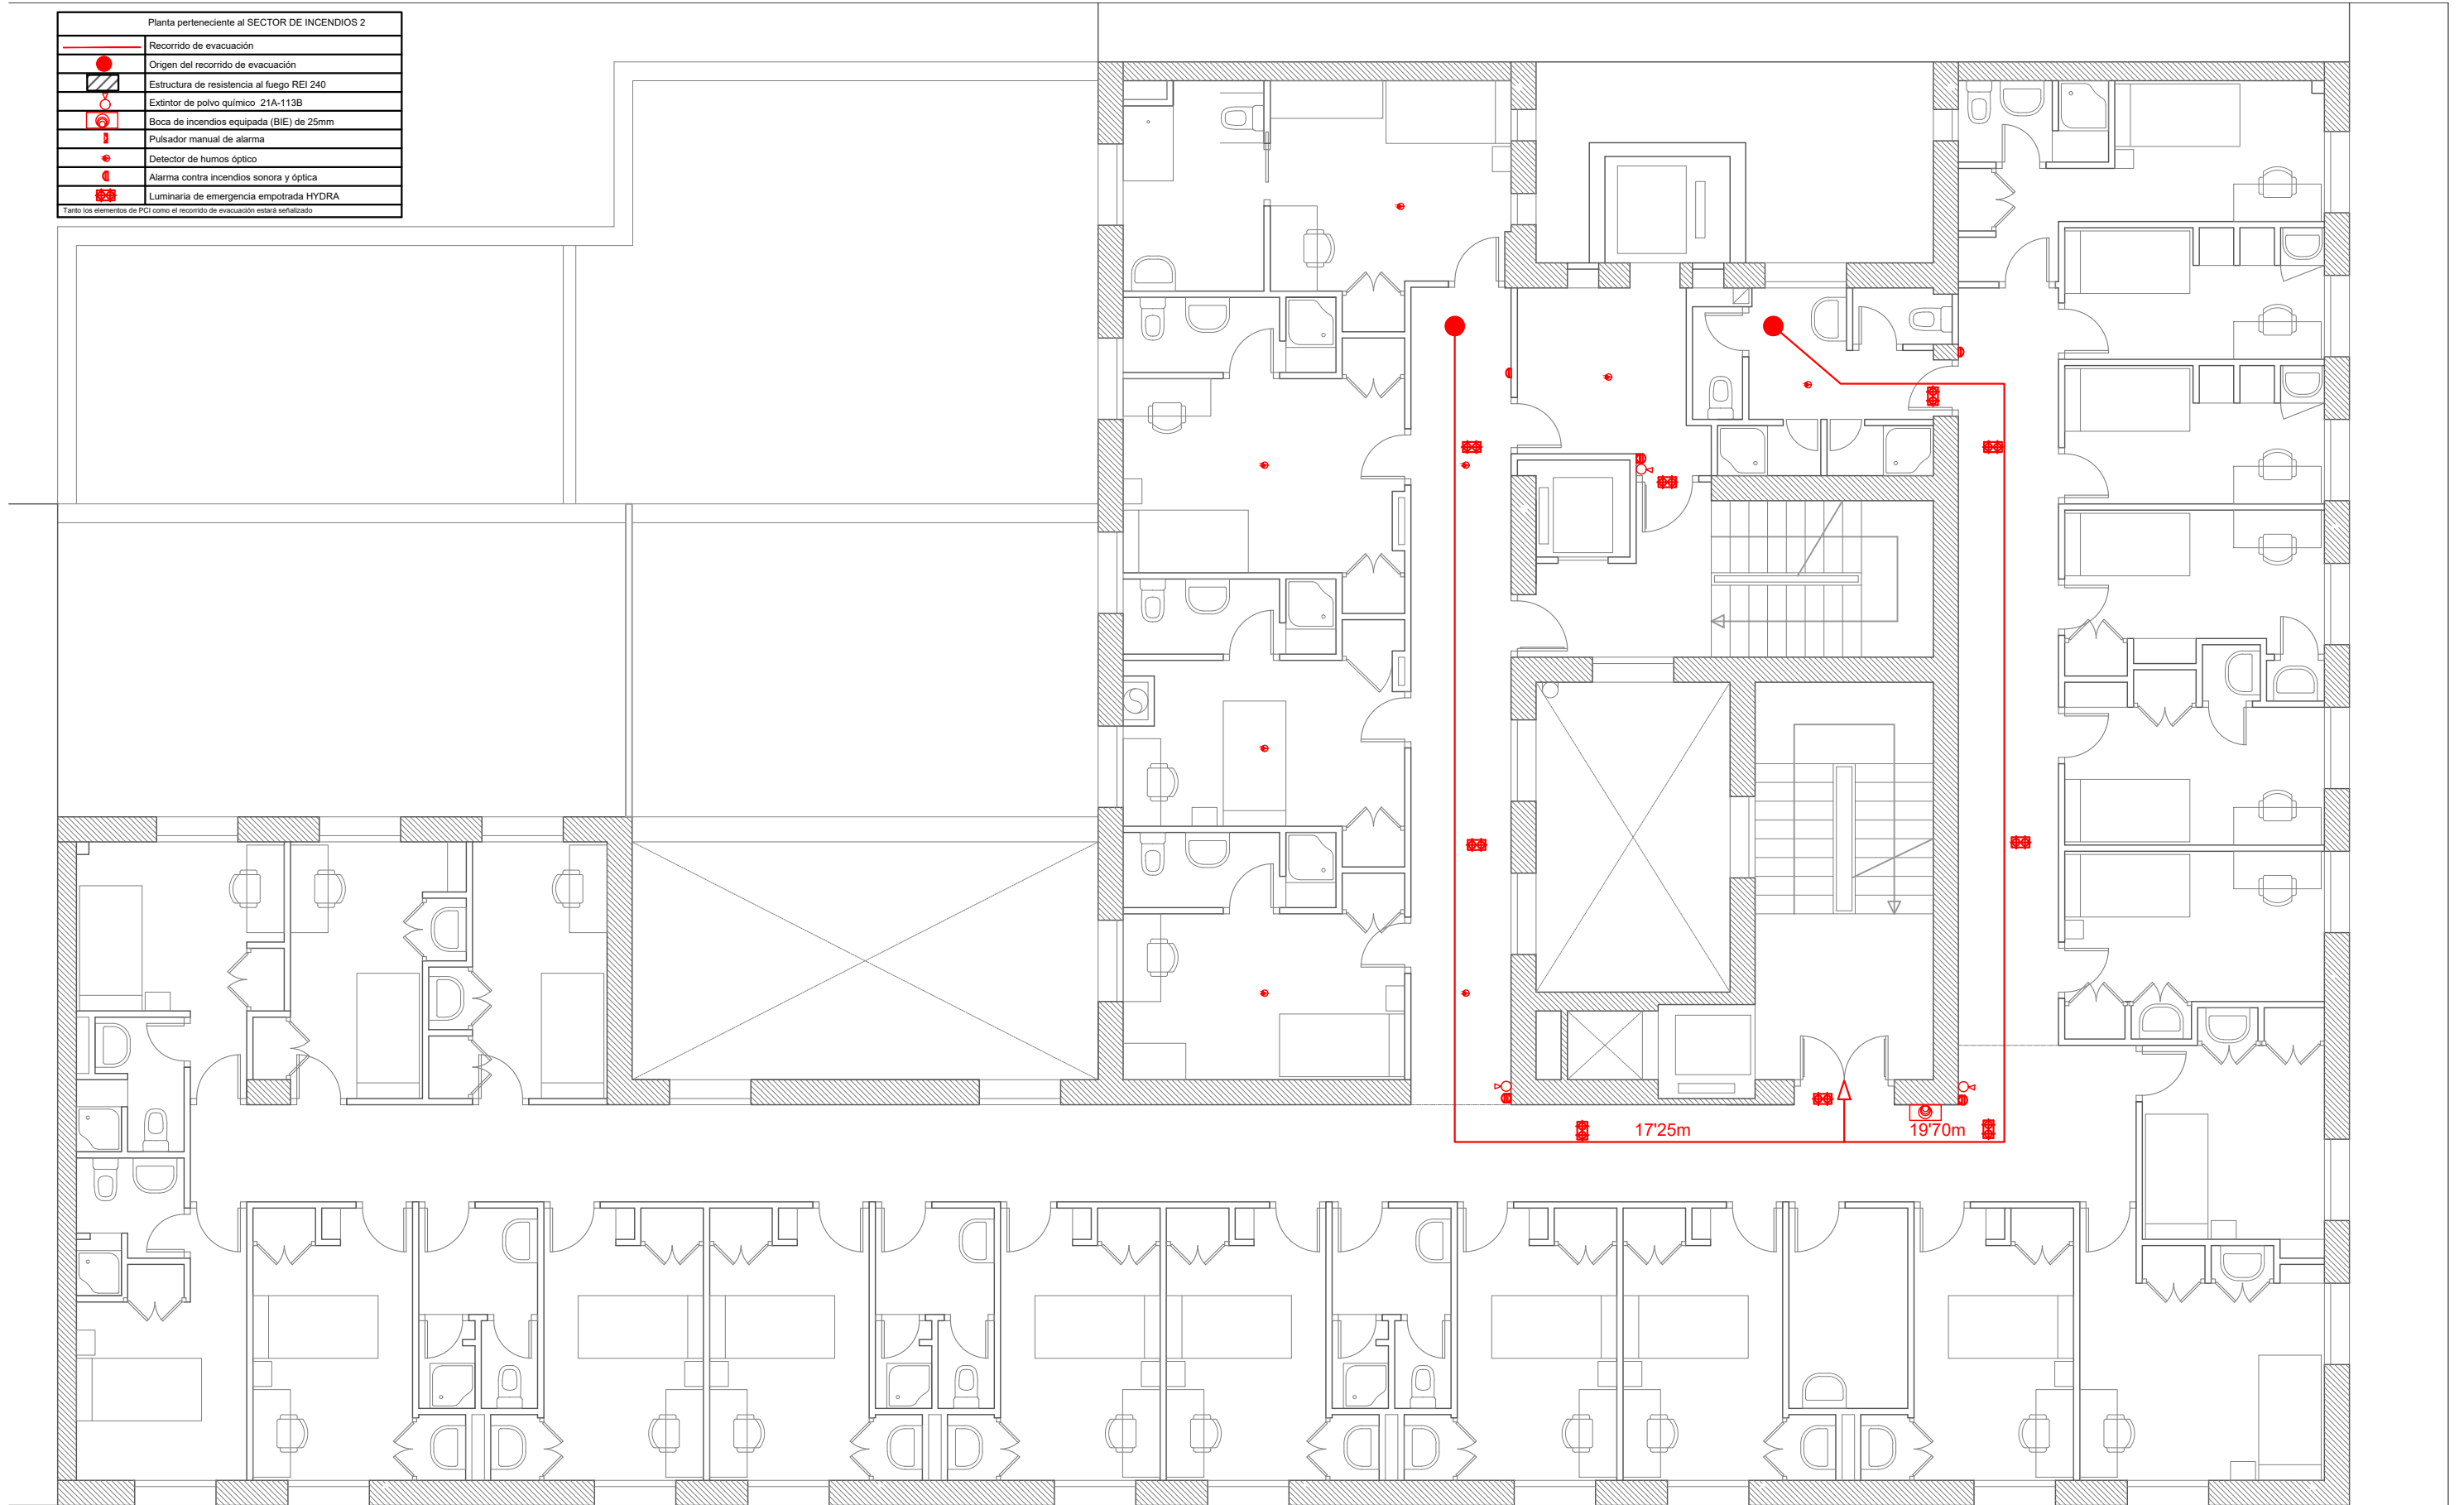 Planta perteneciente al SECTOR DE INCENDIOS 2
Recorrido de evacuación
Origen del recorrido de evacuación
Estructura de resistencia al fuego REI 240
Extintor de polvo químico 21A-113B
Boca de incendios equipada (BIE) de 25mm
Pulsador manual de alarma
Detector de humos óptico
Alarma contra incendios sonora y óptica
Luminaria de emergencia empotrada HYDRA
Tanto los elementos de PCI como el recorrido de evacuación estará señalizado
17'25m
19'70m